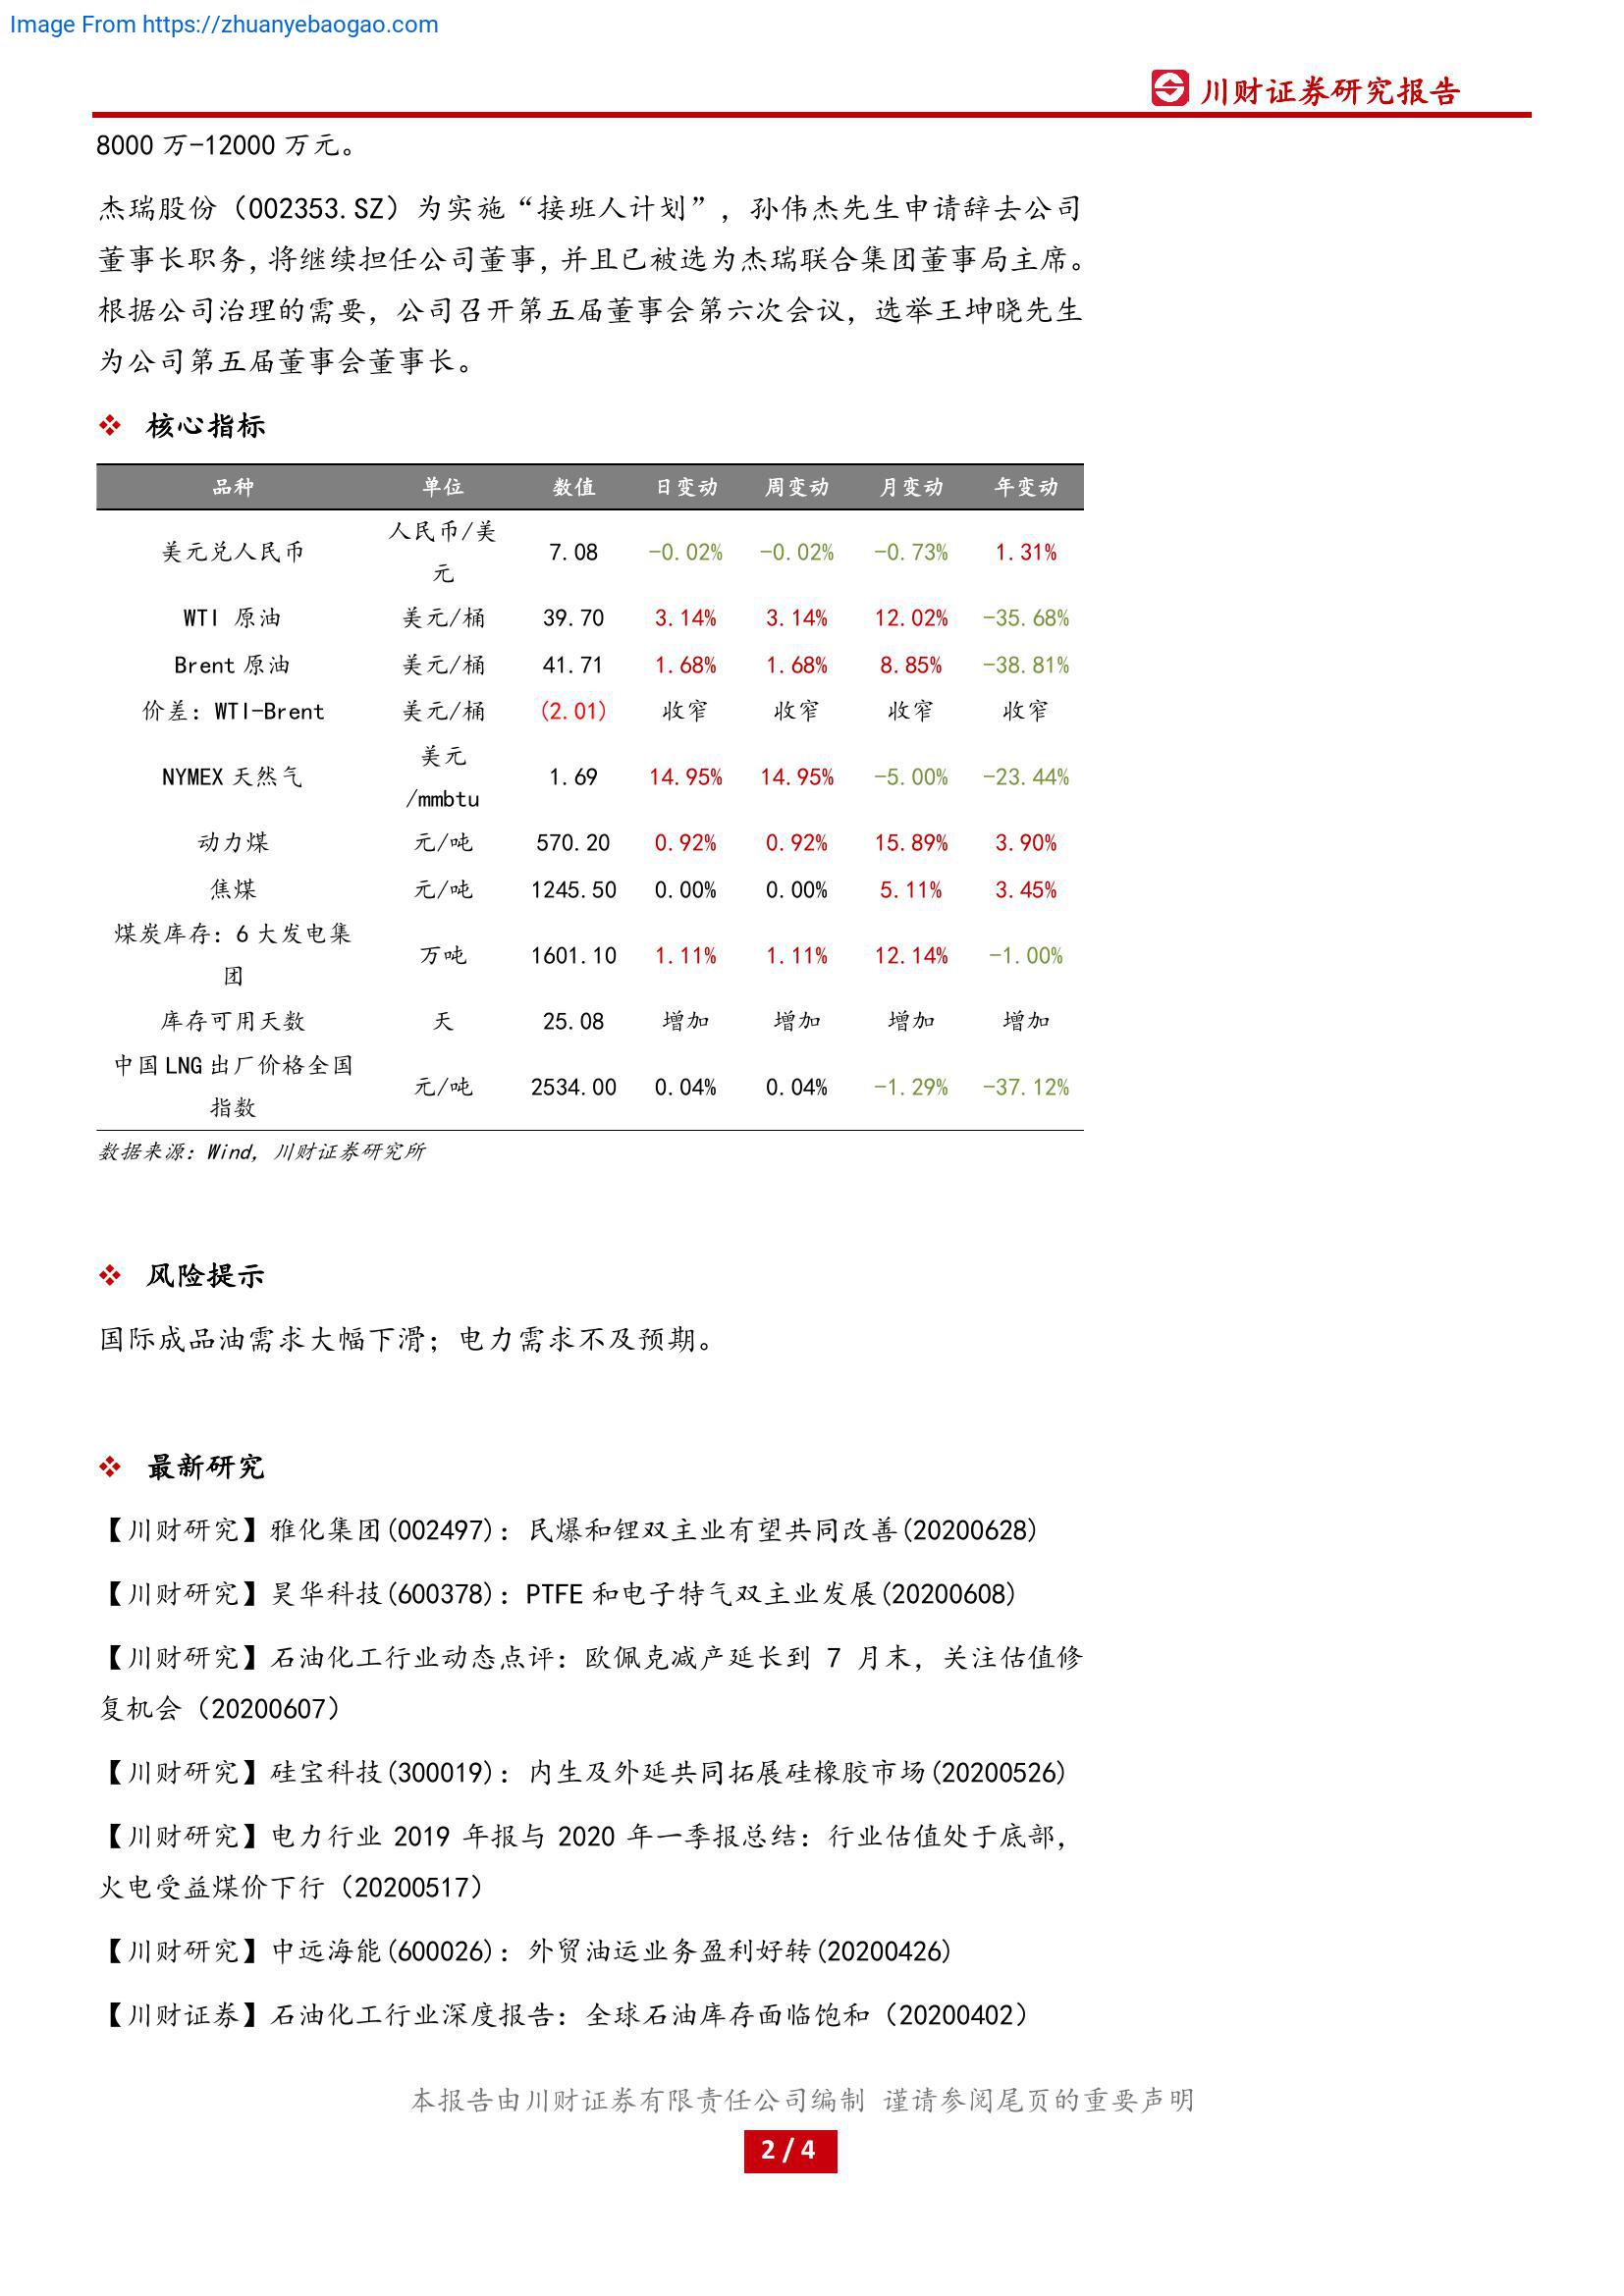 Image From https://zhuanyebaogao.com
川财证券研究报告
8000 万-12000 万元。
杰瑞股份（002353.SZ）为实施“接班人计划”，孙伟杰先生申请辞去公司
董事长职务，将继续担任公司董事，并且已被选为杰瑞联合集团董事局主席。
根据公司治理的需要，公司召开第五届董事会第六次会议，选举王坤晓先生
为公司第五届董事会董事长。
❖ 核心指标
品种 单位 数值 日变动 周变动 月变动 年变动
美元兑人民币 人民币/美元 7.08 -0.02% -0.02% -0.73% 1.31%
WTI 原油 美元/桶 39.70 3.14% 3.14% 12.02% -35.68%
Brent 原油 美元/桶 41.71 1.68% 1.68% 8.85% -38.81%
价差：WTI-Brent 美元/桶 (2.01) 收窄 收窄 收窄 收窄
NYMEX 天然气 美元/mmbtu 1.69 14.95% 14.95% -5.00% -23.44%
动力煤 元/吨 570.20 0.92% 0.92% 15.89% 3.90%
焦煤 元/吨 1245.50 0.00% 0.00% 5.11% 3.45%
煤炭库存：6 大发电集团 万吨 1601.10 1.11% 1.11% 12.14% -1.00%
库存可用天数 天 25.08 增加 增加 增加 增加
中国 LNG 出厂价格全国指数 元/吨 2534.00 0.04% 0.04% -1.29% -37.12%
数据来源：Wind, 川财证券研究所
❖ 风险提示
国际成品油需求大幅下滑；电力需求不及预期。
❖ 最新研究
【川财研究】雅化集团(002497)：民爆和锂双主业有望共同改善(20200628)
【川财研究】昊华科技(600378)：PTFE 和电子特气双主业发展(20200608)
【川财研究】石油化工行业动态点评：欧佩克减产延长到 7 月末，关注估值修
复机会（20200607）
【川财研究】硅宝科技(300019)：内生及外延共同拓展硅橡胶市场(20200526)
【川财研究】电力行业 2019 年报与 2020 年一季报总结：行业估值处于底部，
火电受益煤价下行（20200517）
【川财研究】中远海能(600026)：外贸油运业务盈利好转(20200426)
【川财证券】石油化工行业深度报告：全球石油库存面临饱和（20200402）
本报告由川财证券有限责任公司编制 谨请参阅尾页的重要声明
2 / 4